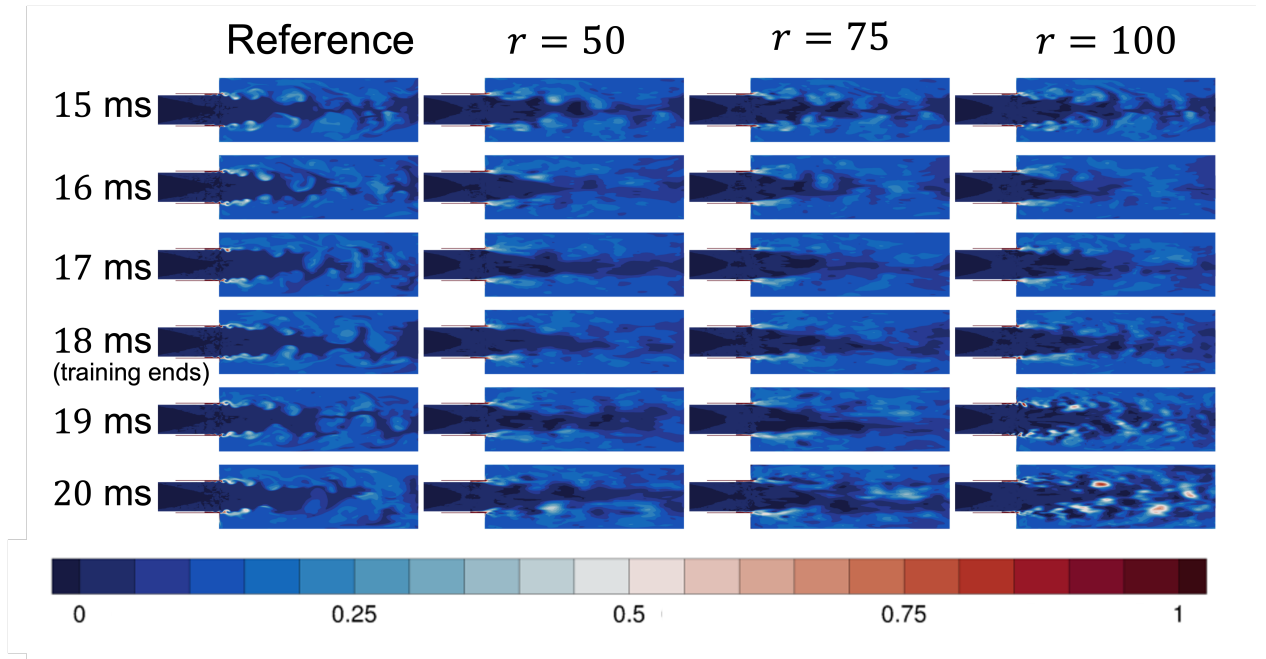 Reference r = 50 r = 75 r = 100
15 ms
16 ms
17 ms
18 ms
(training ends)
19 ms
20 ms
0 0.25 0.5 0.75 1